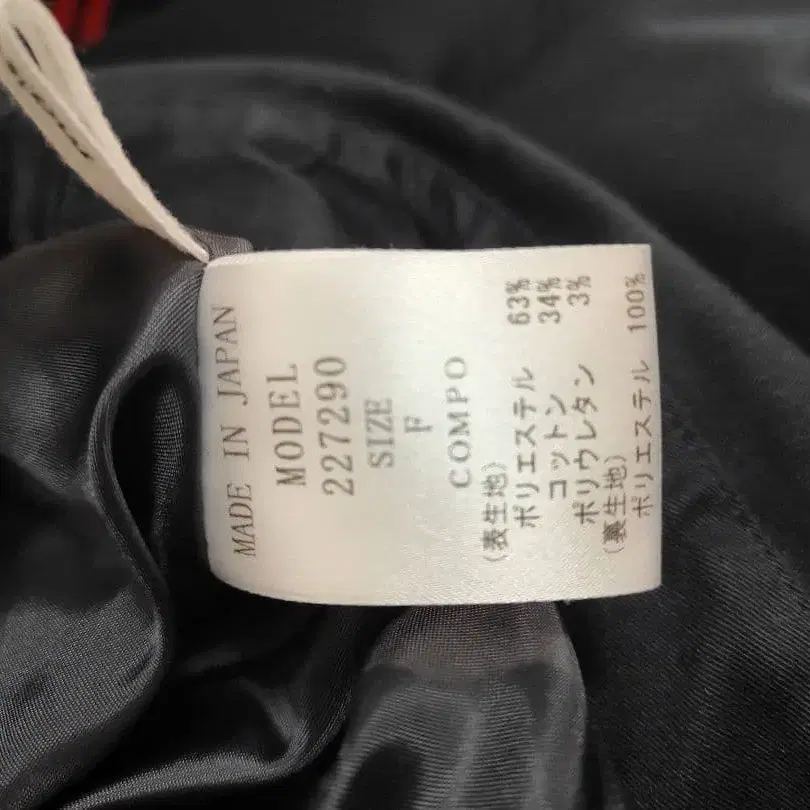 MADE IN JAPAN
MODEL
227290
SIZE
F
COMPO
(表生地)
ポリエステル 63%
コットン 34%
ポリウレタン 3%
(裏生地)
ポリエステル 100%